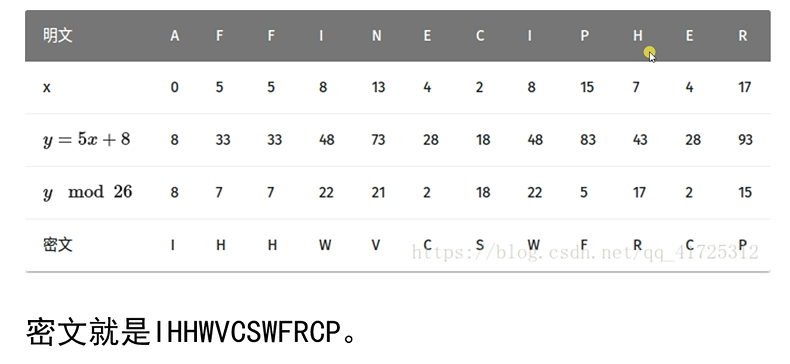 明文 A F F I N E C I P H E R
x 0 5 5 8 13 4 2 8 15 7 4 17
y = 5x + 8 8 33 33 48 73 28 18 48 83 43 28 93
y mod 26 8 7 7 22 21 2 18 22 5 17 2 15
密文 I H H W V C S W F R C P
https://blog.csdn.net/qq_41725312
密文就是IHHWVCSWFRCP。